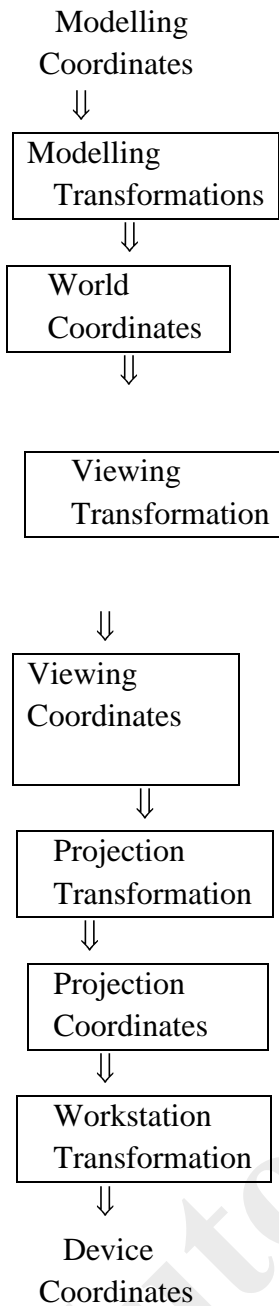 Modelling
Coordinates
⇓
Modelling
Transformations
⇓
World
Coordinates
⇓
Viewing
Transformation
⇓
Viewing
Coordinates
⇓
Projection
Transformation
⇓
Projection
Coordinates
⇓
Workstation
Transformation
⇓
Device
Coordinates